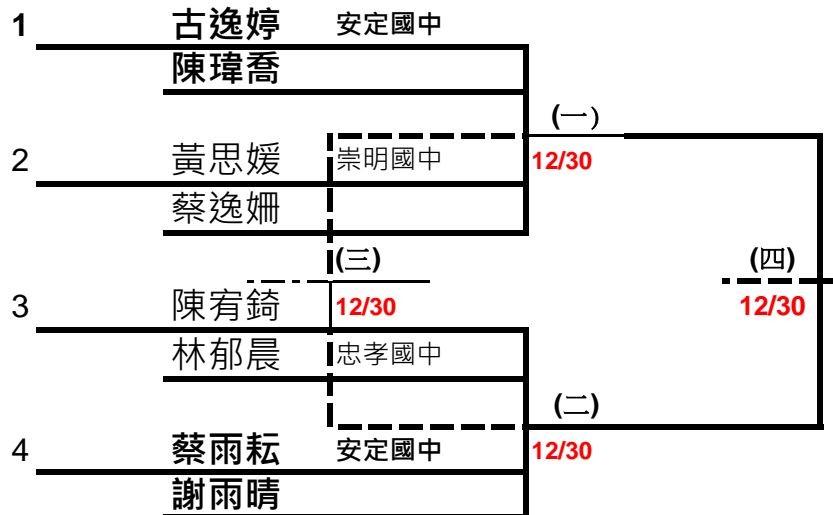 1 古逸婷 安定國中
陳瑋喬
(一)
2 黃思媛 崇明國中 12/30
蔡逸姍
(三) (四)
3 陳宥錡 12/30 12/30
林郁晨 忠孝國中
(二)
4 蔡雨耘 安定國中 12/30
謝雨晴